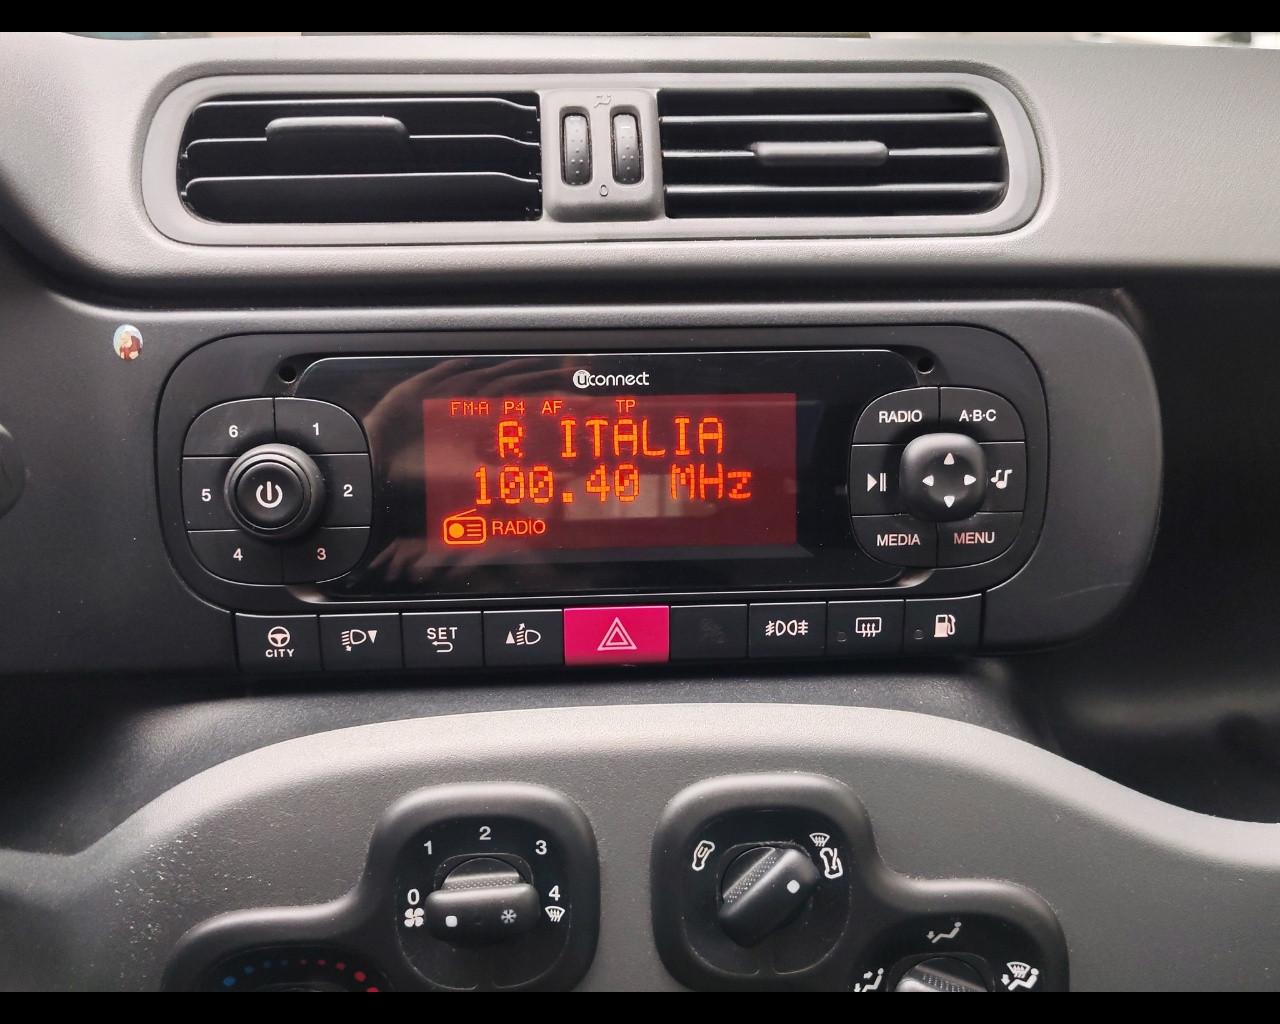 uconnect
FM-A P4 AF TP
R ITALIA
100.40 MHz
RADIO
6 1
5 2
4 3
RADIO A·B·C
MEDIA MENU
CITY
SET
0 1 2 3 4
0